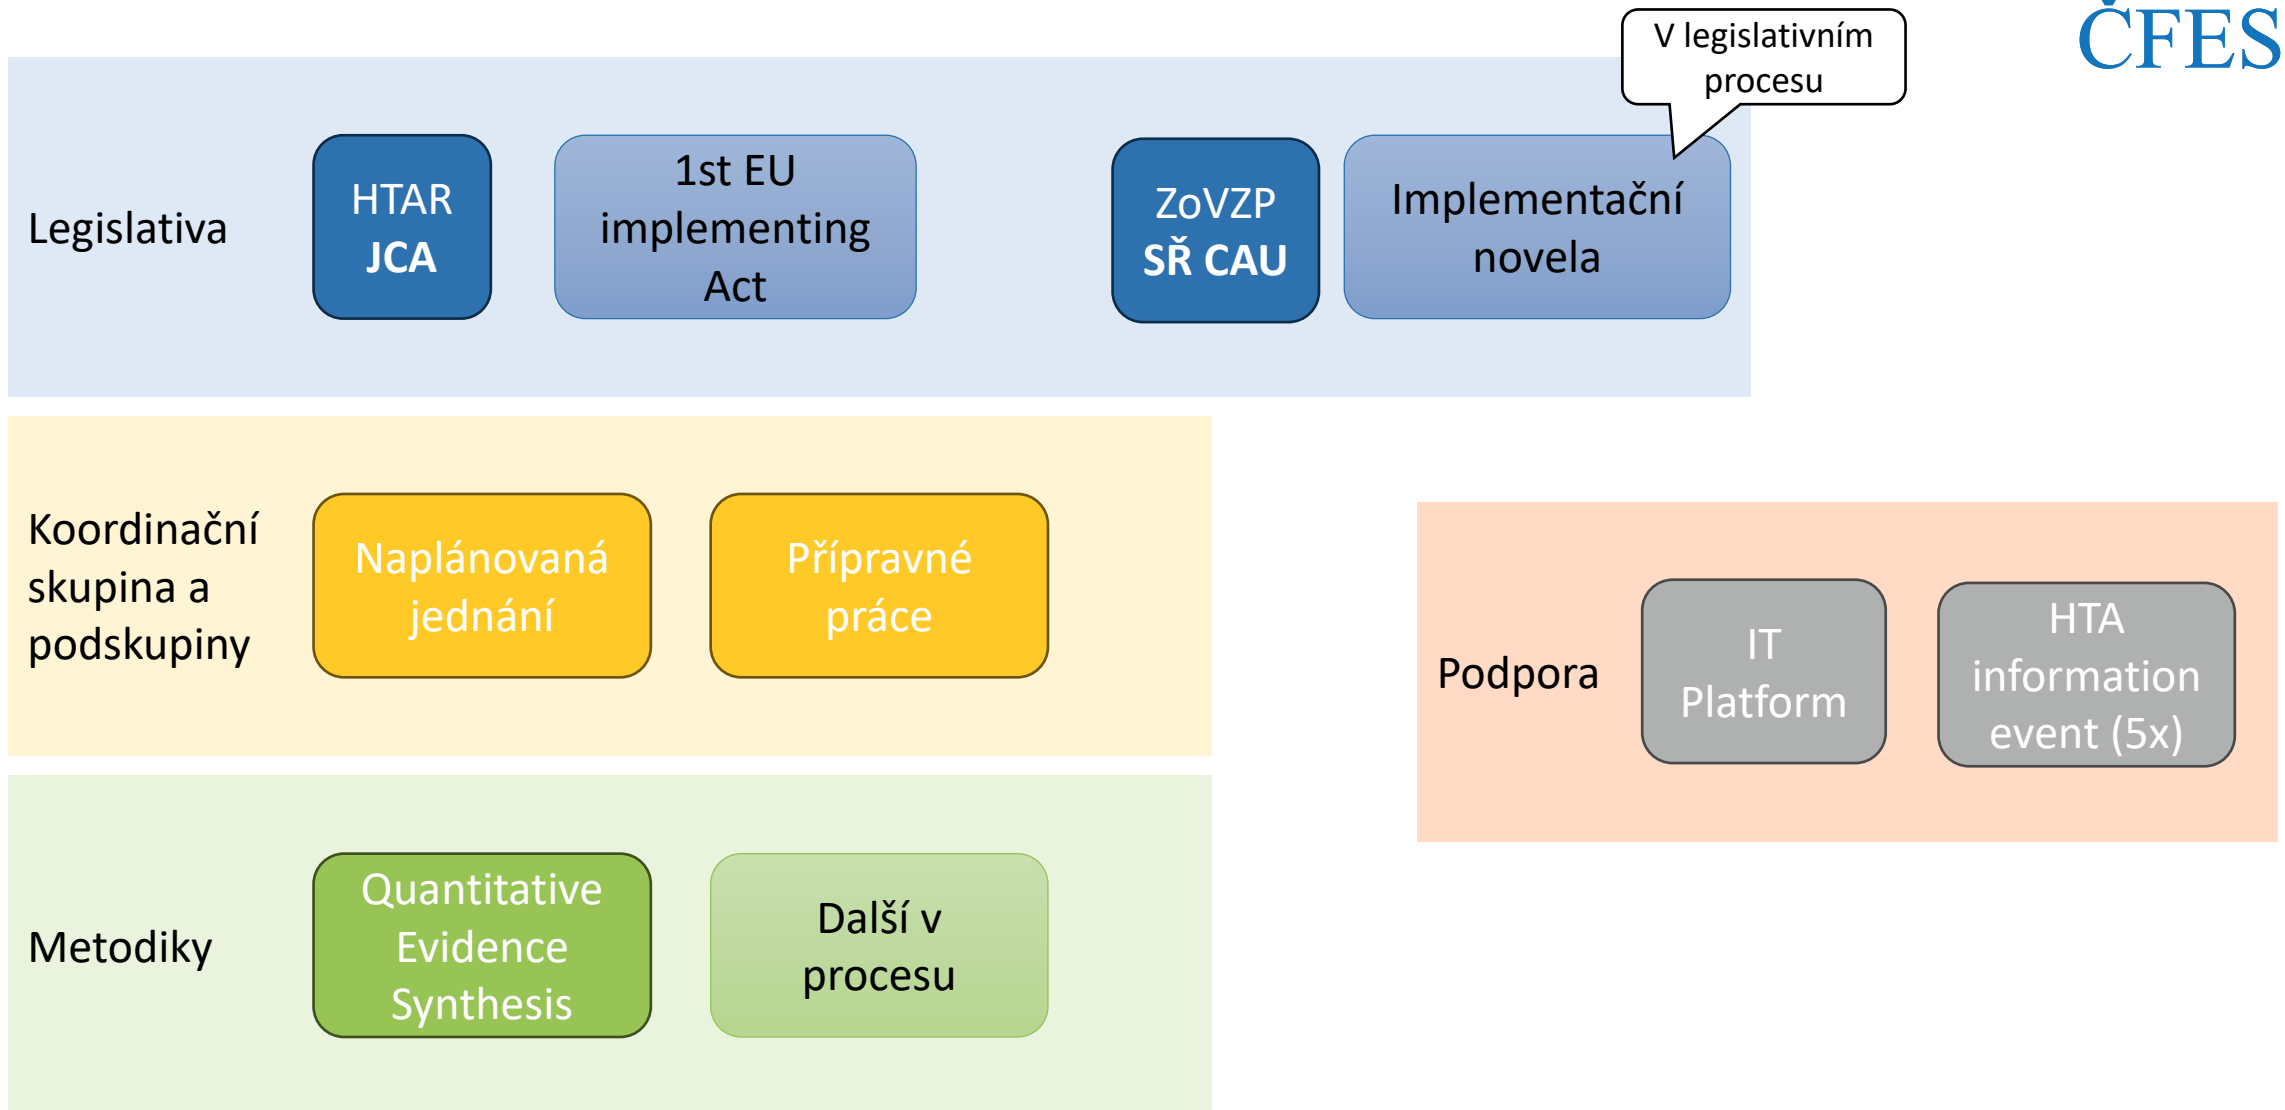 ČFES
V legislativním
procesu
Legislativa
HTAR
JCA
1st EU
implementing
Act
ZoVZP
SŘ CAU
Implementační
novela
Koordinační
skupina a
podskupiny
Naplánovaná
jednání
Přípravné
práce
Podpora
IT
Platform
HTA
information
event (5x)
Metodiky
Quantitative
Evidence
Synthesis
Další v
procesu